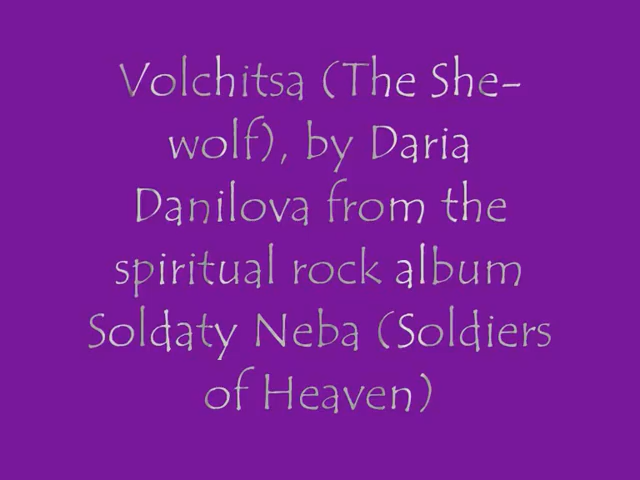 Volchitsa (The She-
wolf), by Daria
Danilova from the
spiritual rock album
Soldaty Neba (Soldiers
of Heaven)